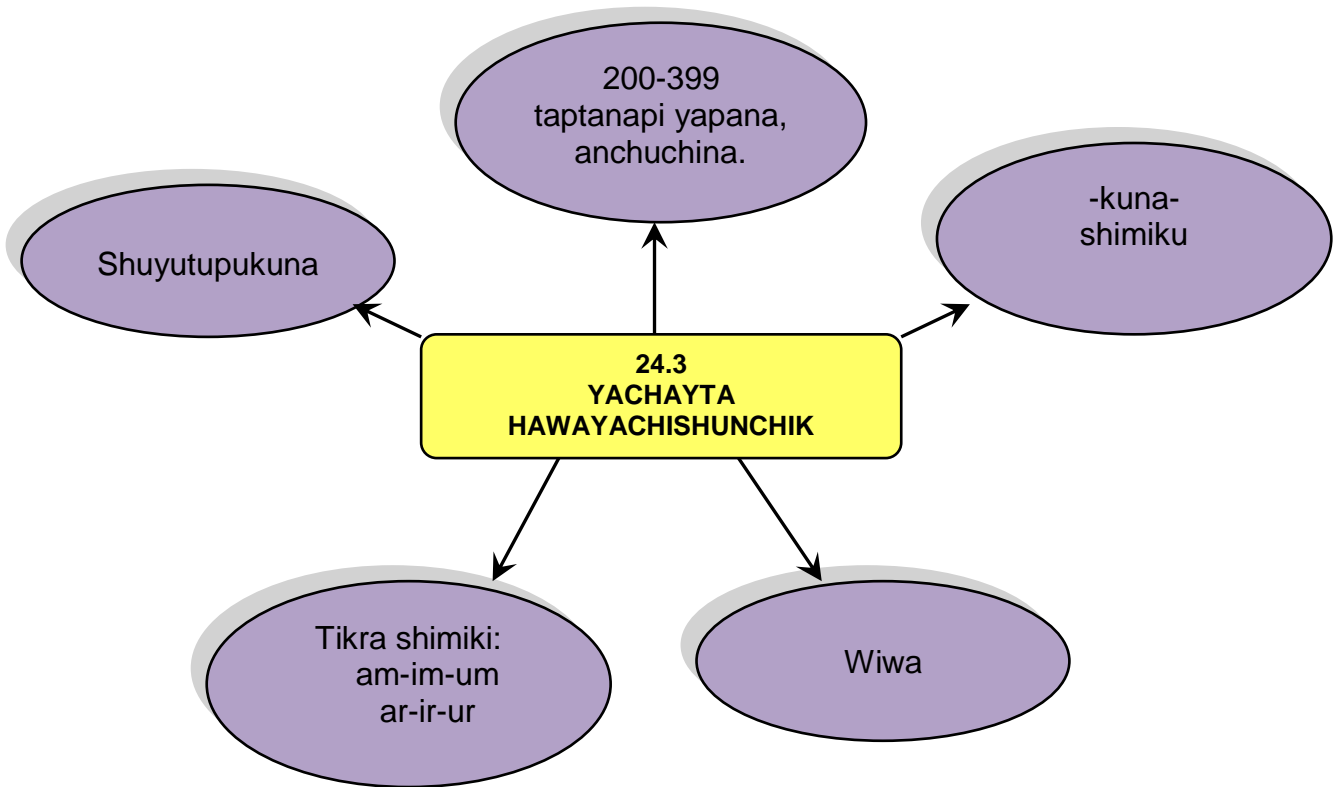 200-399
taptanapi yapana,
anchuchina.
-kuna-
shimiku
Shuyutupukuna
24.3
YACHAYTA
HAWAYACHISHUNCHIK
Tikra shimiki:
am-im-um
ar-ir-ur
Wiwa